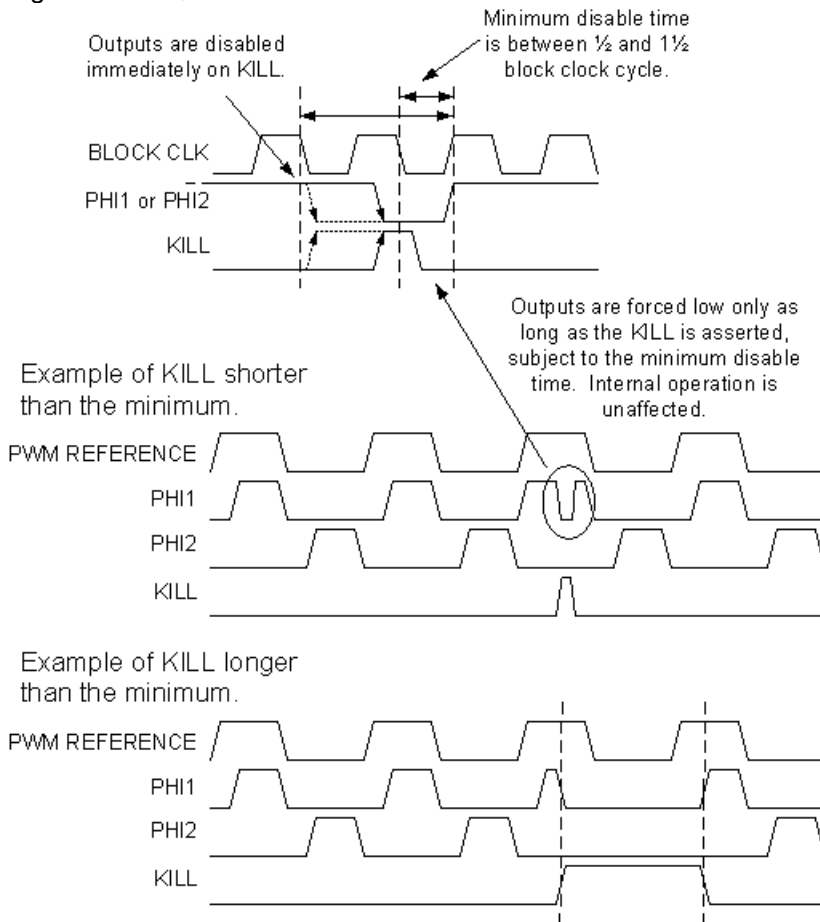 Minimum disable time
is between ½ and 1½
block clock cycle.
Outputs are disabled
immediately on KILL.
BLOCK CLK
PHI1 or PHI2
KILL
Outputs are forced low only as
long as the KILL is asserted,
subject to the minimum disable
time. Internal operation is
unaffected.
Example of KILL shorter
than the minimum.
PWM REFERENCE
PHI1
PHI2
KILL
Example of KILL longer
than the minimum.
PWM REFERENCE
PHI1
PHI2
KILL